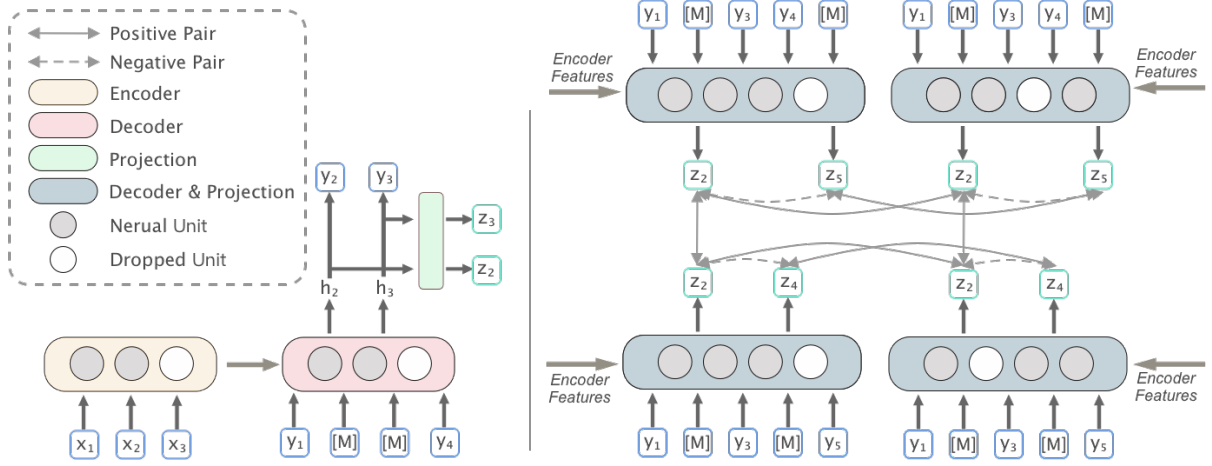 Positive Pair
Negative Pair
Encoder
Decoder
Projection
Decoder & Projection
Nerual Unit
Dropped Unit
y₂ y₃
z₃
z₂
h₂ h₃
x₁ x₂ x₃
y₁ [M] [M] y₄
y₁ [M] y₃ y₄ [M]
y₁ [M] y₃ y₄ [M]
Encoder
Features
Encoder
Features
z₂ z₅ z₂ z₅
z₂ z₄ z₂ z₄
Encoder
Features
Encoder
Features
y₁ [M] y₃ [M] y₅
y₁ [M] y₃ [M] y₅